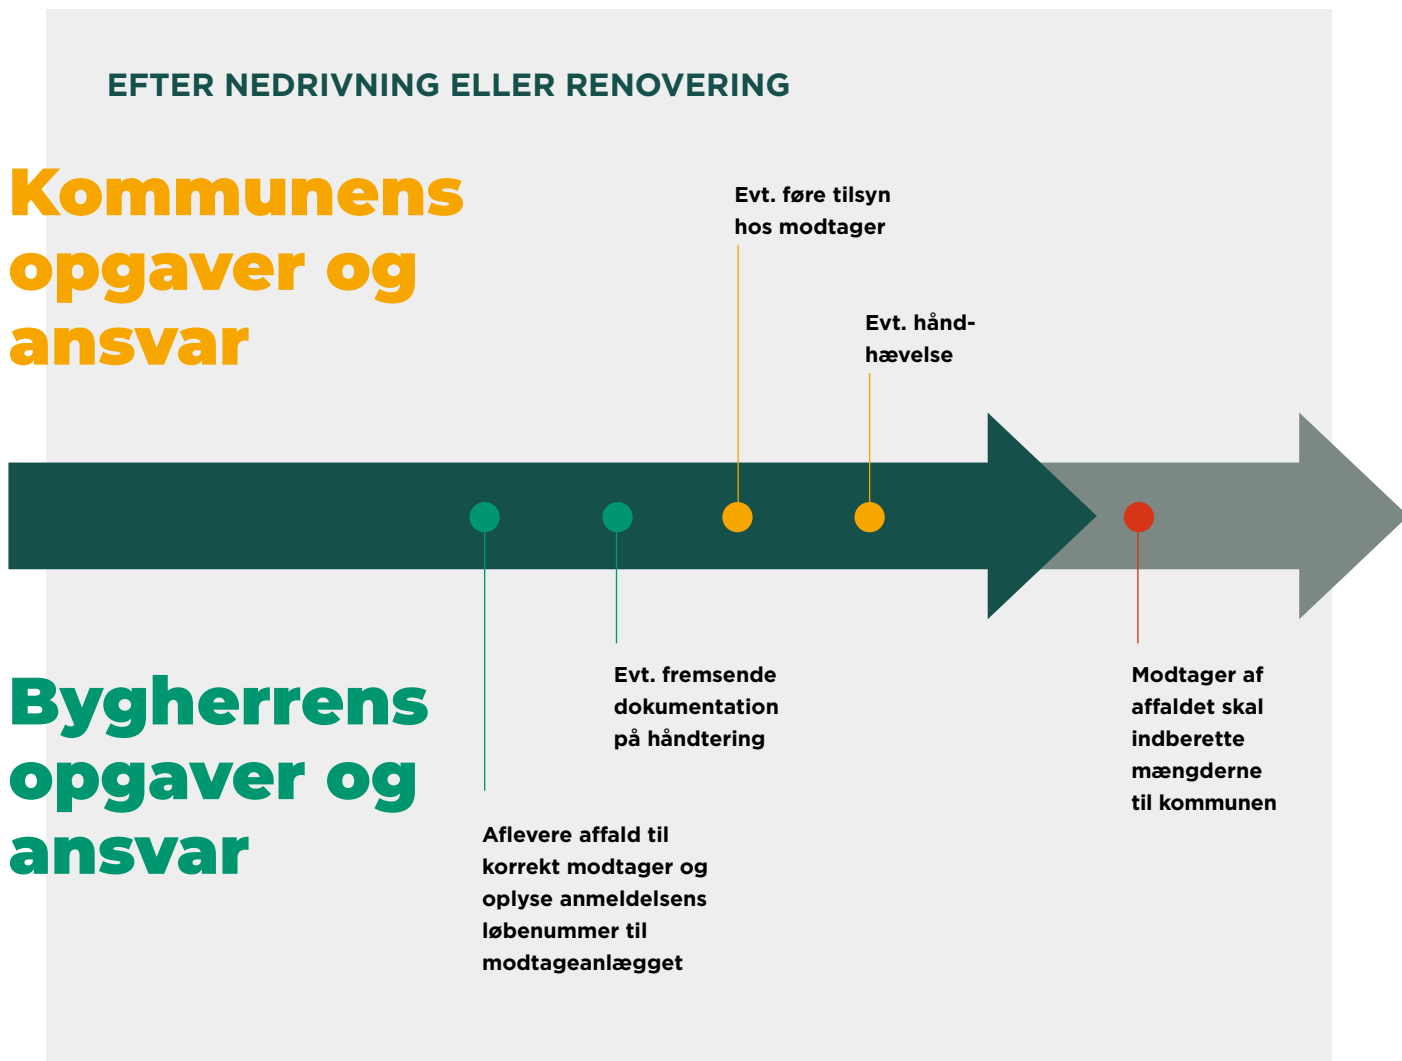 EFTER NEDRIVNING ELLER RENOVERING
Kommunens
opgaver og
ansvar
Evt. føre tilsyn
hos modtager
Evt. hånd-
hævelse
Bygherrens
opgaver og
ansvar
Aflevere affald til
korrekt modtager og
oplyse anmeldelsens
løbenummer til
modtageanlægget
Evt. fremsende
dokumentation
på håndtering
Modtager af
affaldet skal
indberette
mængderne
til kommunen